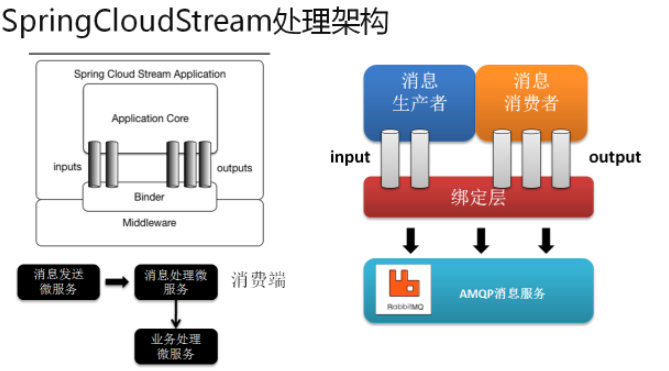 SpringCloudStream处理架构
Spring Cloud Stream Application
Application Core
inputs
outputs
Binder
Middleware
消息发送
微服务
消息处理微
服务
消费端
业务处理
微服务
消息
生产者
消息
消费者
input
output
绑定层
RabbitMQ
AMQP消息服务